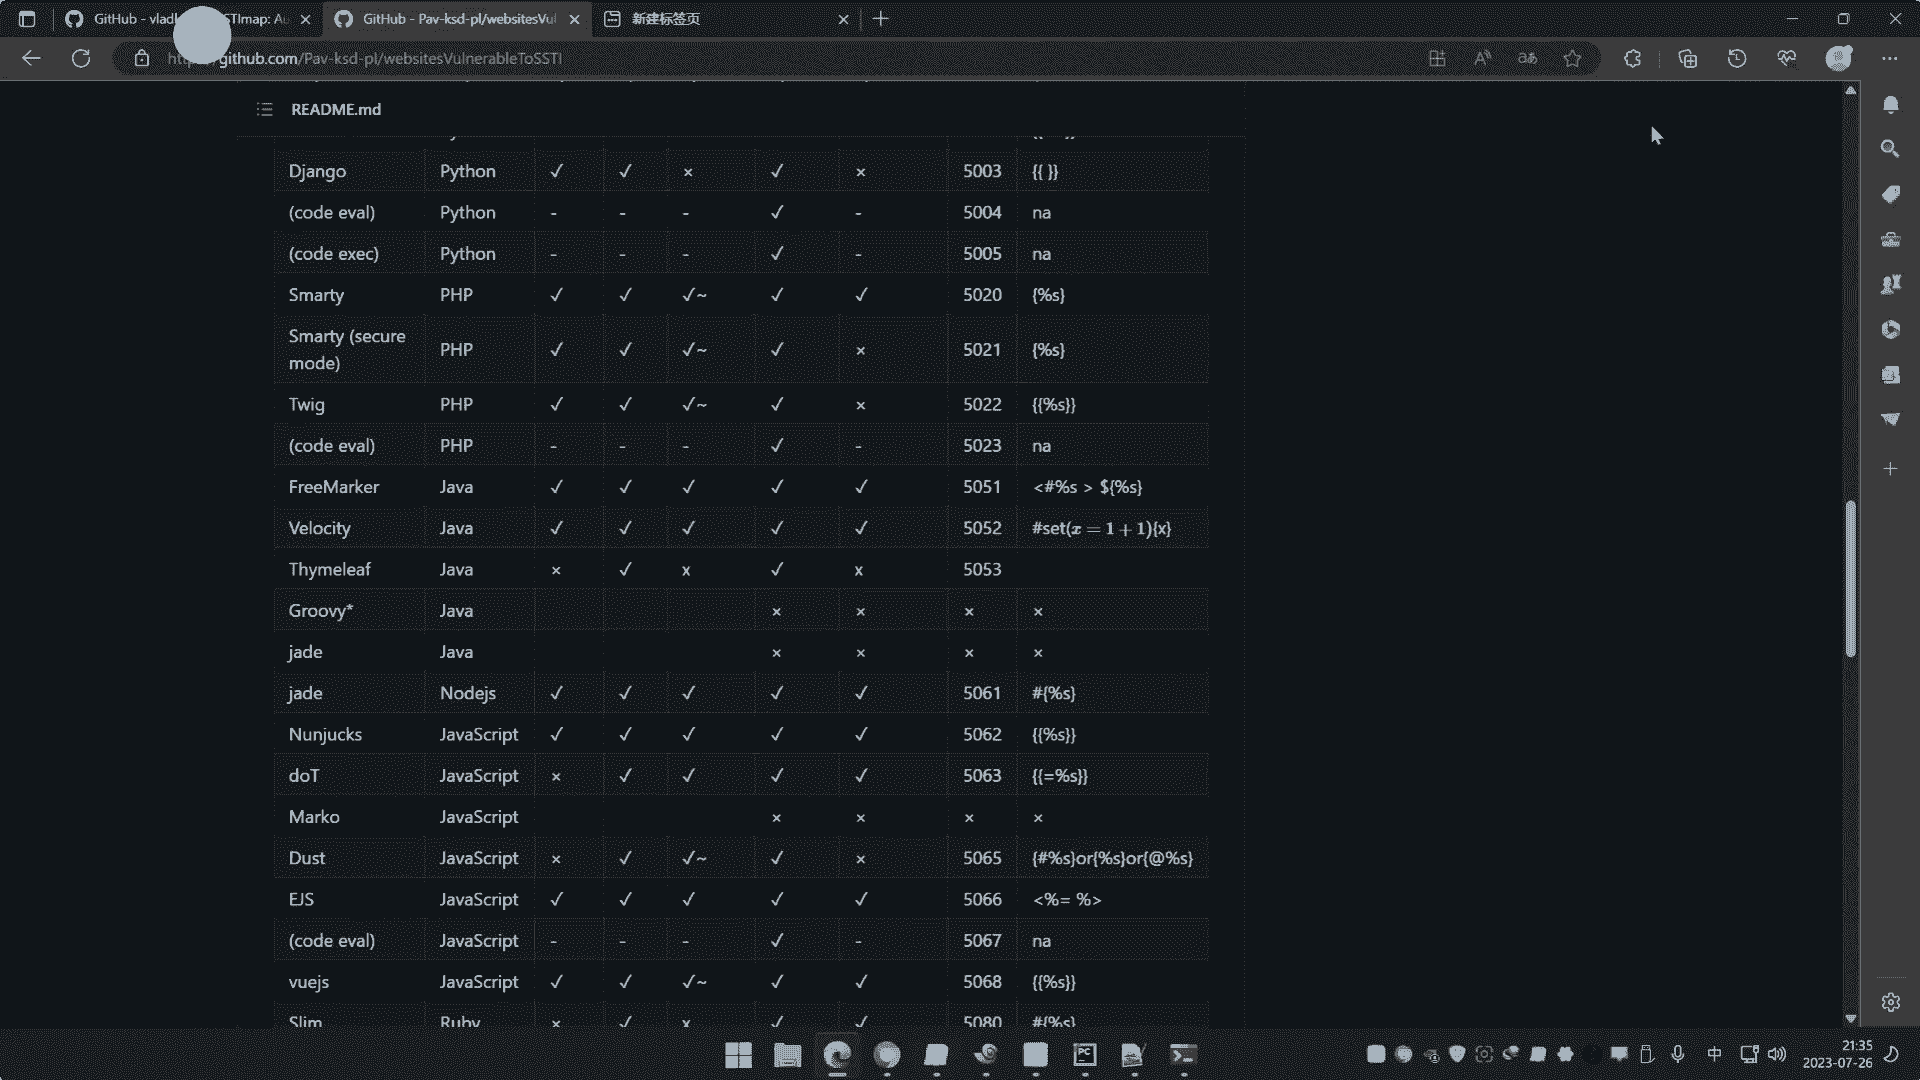 GitHub - vladl
STImap: Au
GitHub - Pav-ksd-pl/websitesVul
新建标签页
github.com/Pav-ksd-pl/websitesVulnerableToSSTI
README.md
Django Python ✓ ✓ × ✓ × 5003 {{ }}
(code eval) Python - - - ✓ - 5004 na
(code exec) Python - - - ✓ - 5005 na
Smarty PHP ✓ ✓ ✓~ ✓ ✓ 5020 {%s}
Smarty (secure
mode) PHP ✓ ✓ ✓~ ✓ × 5021 {%s}
Twig PHP ✓ ✓ ✓~ ✓ × 5022 {{%s}}
(code eval) PHP - - - ✓ - 5023 na
FreeMarker Java ✓ ✓ ✓ ✓ ✓ 5051 <#%s > ${%s}
Velocity Java ✓ ✓ ✓ ✓ ✓ 5052 #set(x = 1 + 1){x}
Thymeleaf Java × ✓ x ✓ x 5053
Groovy* Java × × × ×
jade Java × × × ×
jade Nodejs ✓ ✓ ✓ ✓ ✓ 5061 #{%s}
Nunjucks JavaScript ✓ ✓ ✓ ✓ ✓ 5062 {{%s}}
doT JavaScript × ✓ ✓ ✓ ✓ 5063 {{=%s}}
Marko JavaScript × × × ×
Dust JavaScript × ✓ ✓~ ✓ × 5065 {#%s}or{%s}or{@%s}
EJS JavaScript ✓ ✓ ✓ ✓ ✓ 5066 <%= %>
(code eval) JavaScript - - - ✓ - 5067 na
vuejs JavaScript ✓ ✓ ✓~ ✓ ✓ 5068 {{%s}}
Slim Ruby × ✓ x ✓ ✓ 5080 #{%s}
中
21:35
2023-07-26